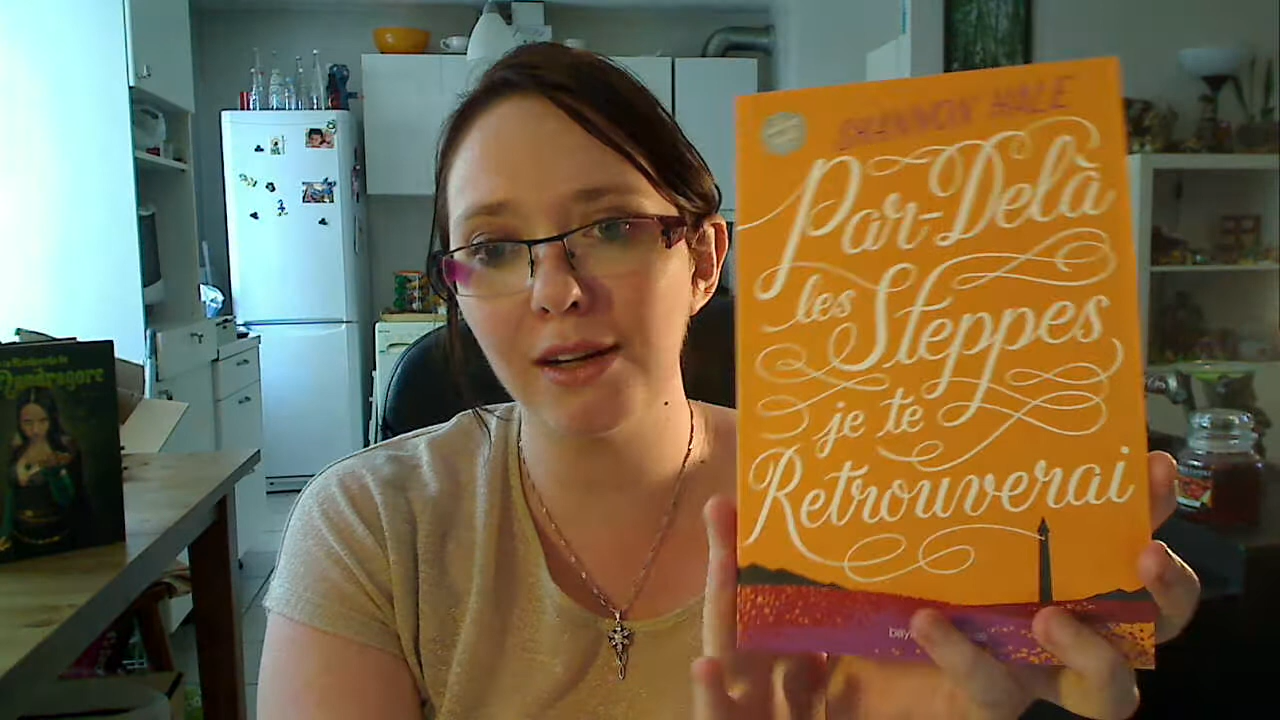 SHANNON HALE
Par-Delà
les Steppes
je te
Retrouverai
Mandragore